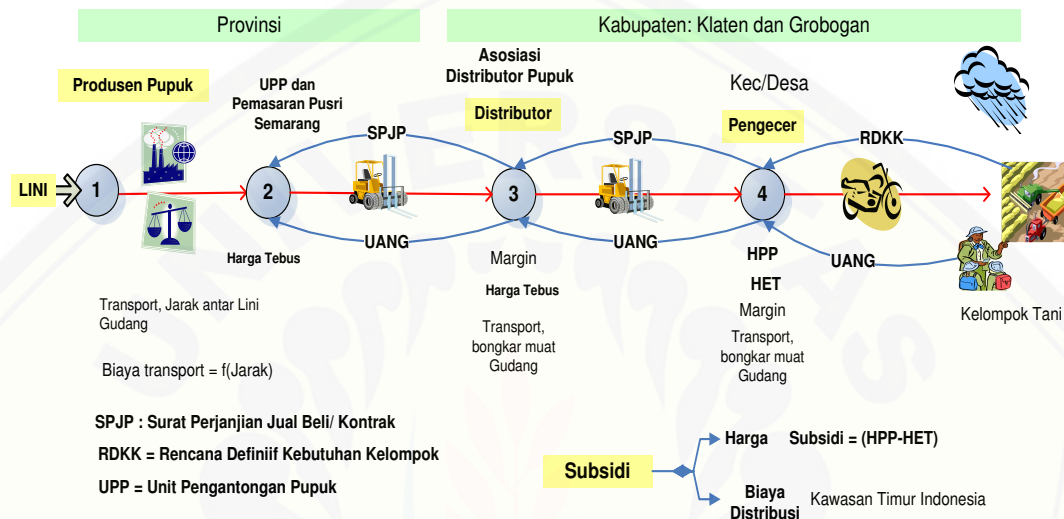 Provinsi
Kabupaten: Klaten dan Grobogan
Produsen Pupuk
UPP dan
Pemasaran Pusri
Semarang
Asosiasi
Distributor Pupuk
Distributor
Kec/Desa
Pengecer
SPJP
SPJP
RDKK
LINI
1
2
3
4
UANG
UANG
UANG
Harga Tebus
Margin
Harga Tebus
HPP
HET
Margin
Kelompok Tani
Transport, Jarak antar Lini
Gudang
Transport,
bongkar muat
Gudang
Transport,
bongkar muat
Gudang
Biaya transport = f(Jarak)
SPJP : Surat Perjanjian Jual Beli/ Kontrak
RDKK = Rencana Definiif Kebutuhan Kelompok
UPP = Unit Pengantongan Pupuk
Subsidi
Harga
Subsidi = (HPP-HET)
Biaya
Distribusi
Kawasan Timur Indonesia